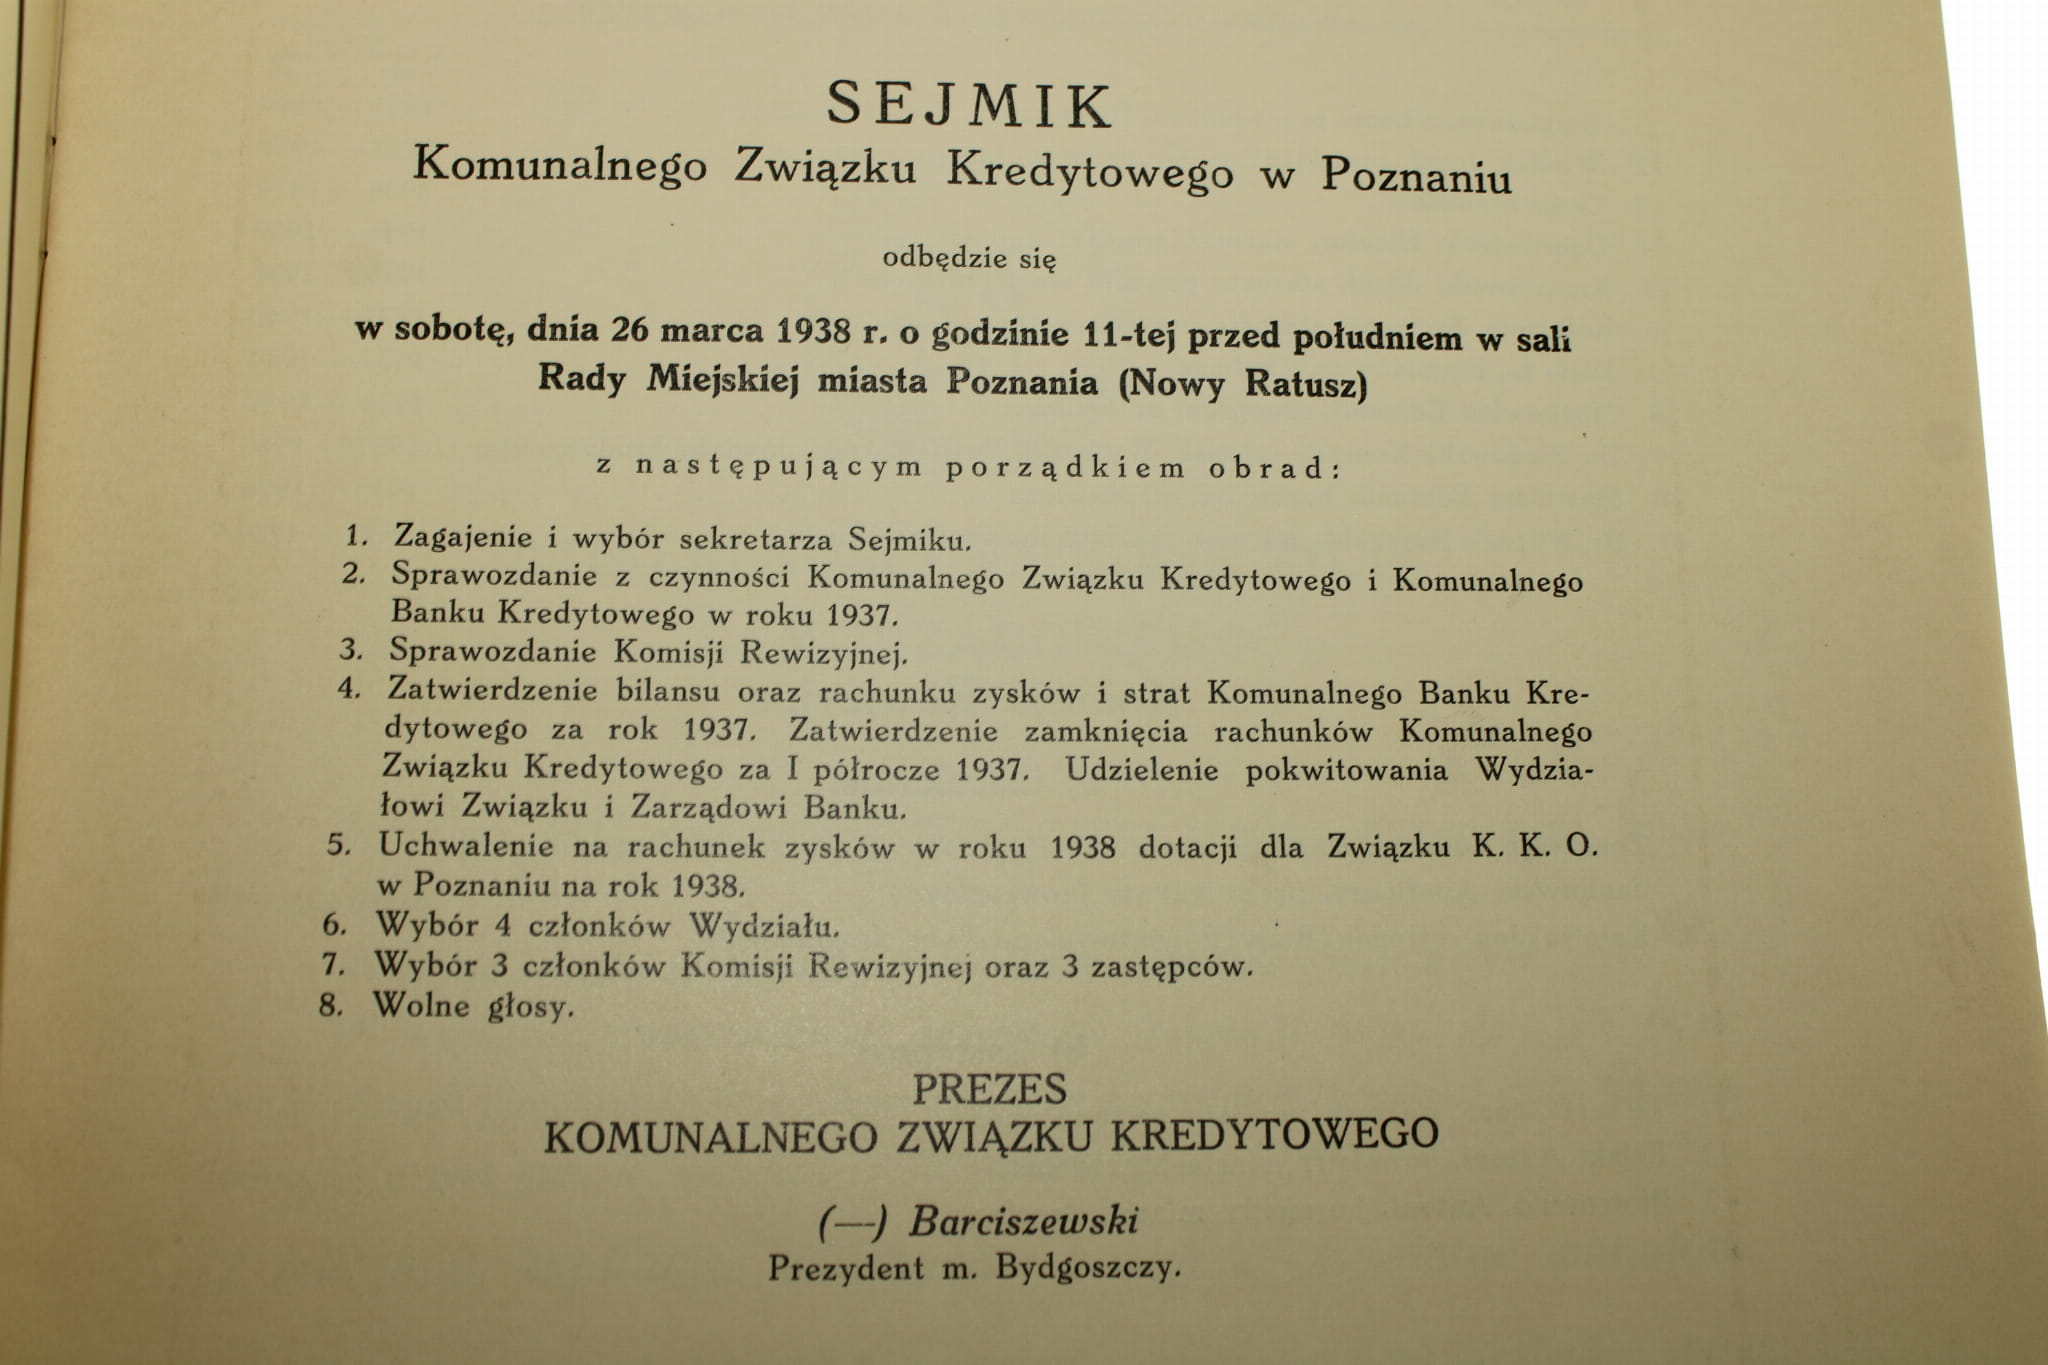 SEJMIK
Komunalnego Związku Kredytowego w Poznaniu
odbędzie się
w sobotę, dnia 26 marca 1938 r. o godzinie 11-tej przed południem w sali
Rady Miejskiej miasta Poznania (Nowy Ratusz)
z następującym porządkiem obrad:
1. Zagajenie i wybór sekretarza Sejmiku.
2. Sprawozdanie z czynności Komunalnego Związku Kredytowego i Komunalnego
Banku Kredytowego w roku 1937.
3. Sprawozdanie Komisji Rewizyjnej.
4. Zatwierdzenie bilansu oraz rachunku zysków i strat Komunalnego Banku Kre-
dytowego za rok 1937. Zatwierdzenie zamknięcia rachunków Komunalnego
Związku Kredytowego za I półrocze 1937. Udzielenie pokwitowania Wydzia-
łowi Związku i Zarządowi Banku.
5. Uchwalenie na rachunek zysków w roku 1938 dotacji dla Związku K. K. O.
w Poznaniu na rok 1938.
6. Wybór 4 członków Wydziału.
7. Wybór 3 członków Komisji Rewizyjnej oraz 3 zastępców.
8. Wolne głosy.
PREZES
KOMUNALNEGO ZWIĄZKU KREDYTOWEGO
(—) Barciszewski
Prezydent m. Bydgoszczy.